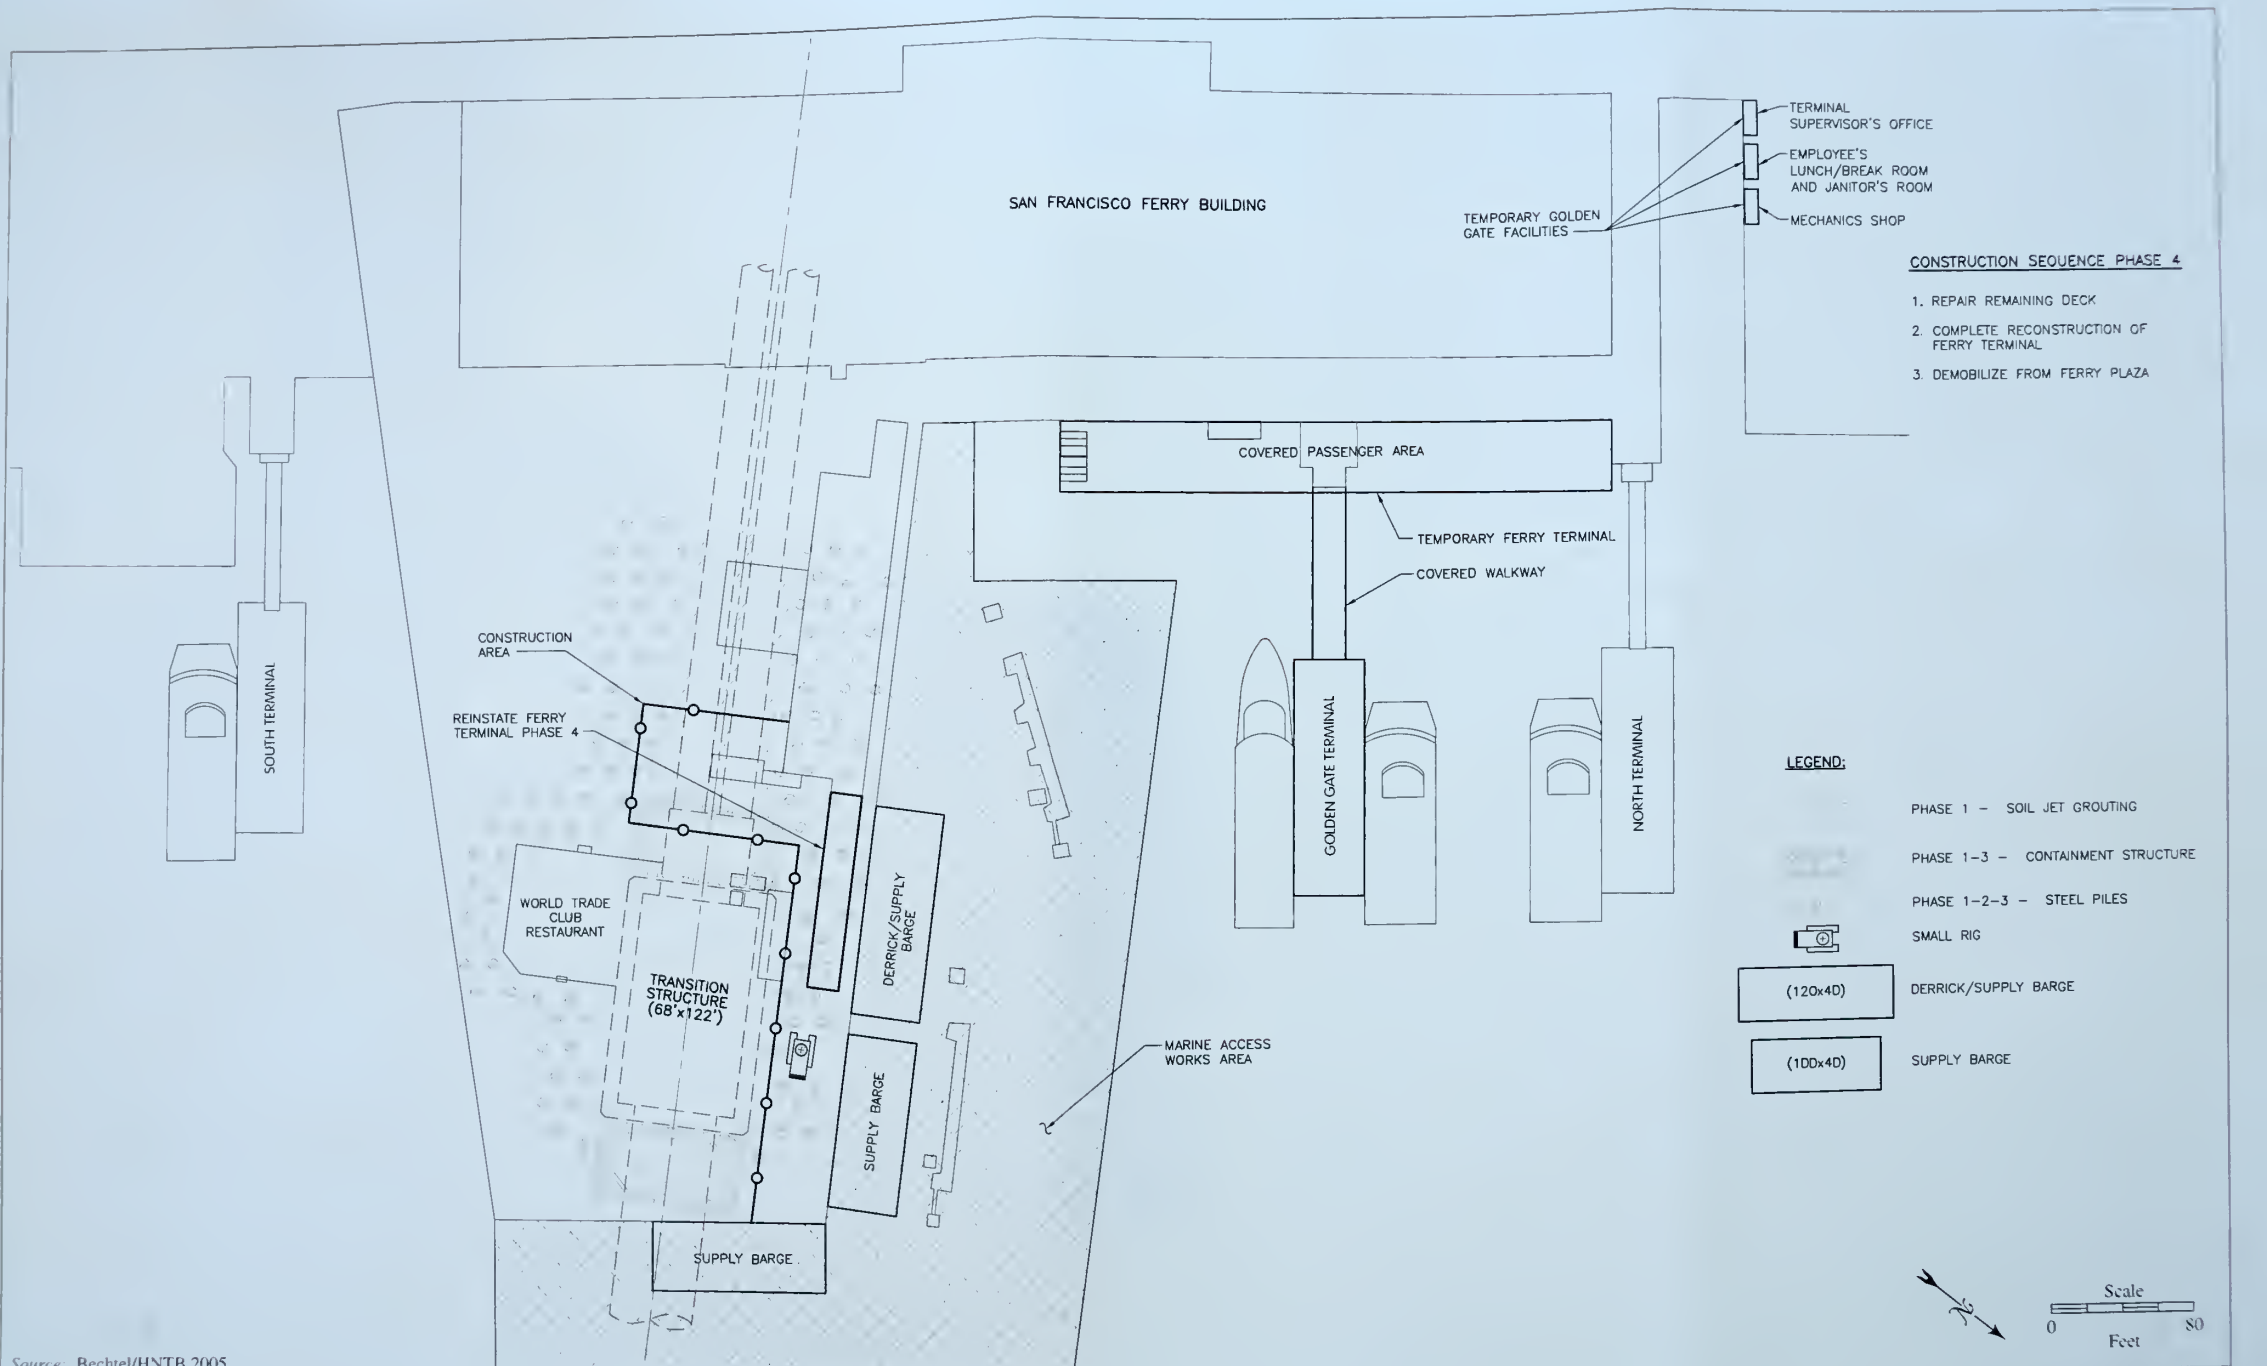 SAN FRANCISCO FERRY BUILDING
TERMINAL
SUPERVISOR'S OFFICE
EMPLOYEE'S
LUNCH/BREAK ROOM
AND JANITOR'S ROOM
MECHANICS SHOP
TEMPORARY GOLDEN
GATE FACILITIES
CONSTRUCTION SEQUENCE PHASE 4
1. REPAIR REMAINING DECK
2. COMPLETE RECONSTRUCTION OF
FERRY TERMINAL
3. DEMOBILIZE FROM FERRY PLAZA
COVERED PASSENGER AREA
TEMPORARY FERRY TERMINAL
COVERED WALKWAY
CONSTRUCTION
AREA
REINSTATE FERRY
TERMINAL PHASE 4
SOUTH TERMINAL
GOLDEN GATE TERMINAL
NORTH TERMINAL
WORLD TRADE
CLUB
RESTAURANT
TRANSITION
STRUCTURE
(68'x122')
DERRICK/SUPPLY
BARGE
SUPPLY BARGE
SUPPLY BARGE
MARINE ACCESS
WORKS AREA
LEGEND:
PHASE 1 - SOIL JET GROUTING
PHASE 1-3 - CONTAINMENT STRUCTURE
PHASE 1-2-3 - STEEL PILES
SMALL RIG
(120x40)
DERRICK/SUPPLY BARGE
(100x40)
SUPPLY BARGE
N
Scale
0 80
Feet
Source: Bechtel/HNTB 2005